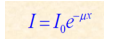 I = I₀e^{-μx}